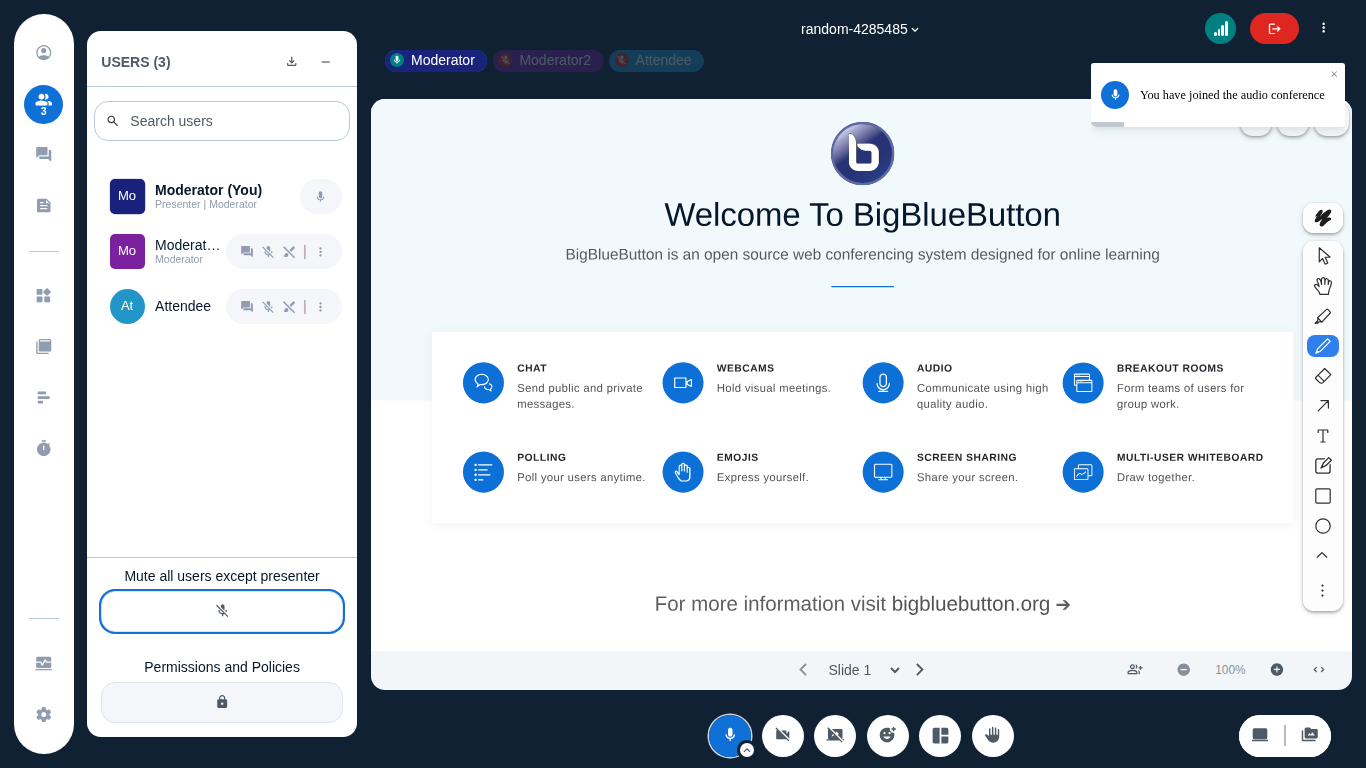 random-4285485
Moderator
Moderator2
Attendee
USERS (3)
3
Search users
Mo
Moderator (You)
Presenter | Moderator
Mo
Moderat…
Moderator
At
Attendee
Mute all users except presenter
Permissions and Policies
You have joined the audio conference
Welcome To BigBlueButton
BigBlueButton is an open source web conferencing system designed for online learning
CHAT
Send public and private
messages.
WEBCAMS
Hold visual meetings.
AUDIO
Communicate using high
quality audio.
BREAKOUT ROOMS
Form teams of users for
group work.
POLLING
Poll your users anytime.
EMOJIS
Express yourself.
SCREEN SHARING
Share your screen.
MULTI-USER WHITEBOARD
Draw together.
For more information visit bigbluebutton.org ➔
Slide 1
100%